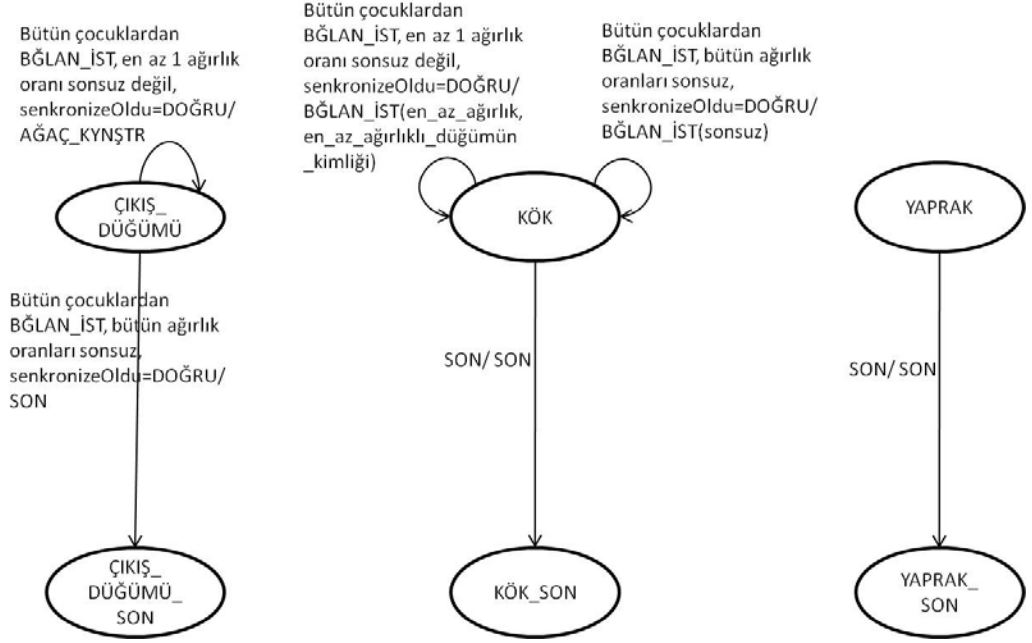 Bütün çocuklardan
BĞLAN_İST, en az 1 ağırlık
oranı sonsuz değil,
senkronizeOldu=DOĞRU/
AĞAÇ_KYNŞTR
Bütün çocuklardan
BĞLAN_İST, en az 1 ağırlık
oranı sonsuz değil,
senkronizeOldu=DOĞRU/
BĞLAN_İST(en_az_ağırlık,
en_az_ağırlıklı_düğümün
_kimliği)
Bütün çocuklardan
BĞLAN_İST, bütün ağırlık
oranları sonsuz,
senkronizeOldu=DOĞRU/
BĞLAN_İST(sonsuz)
ÇIKIŞ_
DÜĞÜMÜ
KÖK
YAPRAK
Bütün çocuklardan
BĞLAN_İST, bütün ağırlık
oranları sonsuz,
senkronizeOldu=DOĞRU/
SON
SON/ SON
SON/ SON
ÇIKIŞ_
DÜĞÜMÜ_
SON
KÖK_SON
YAPRAK_
SON